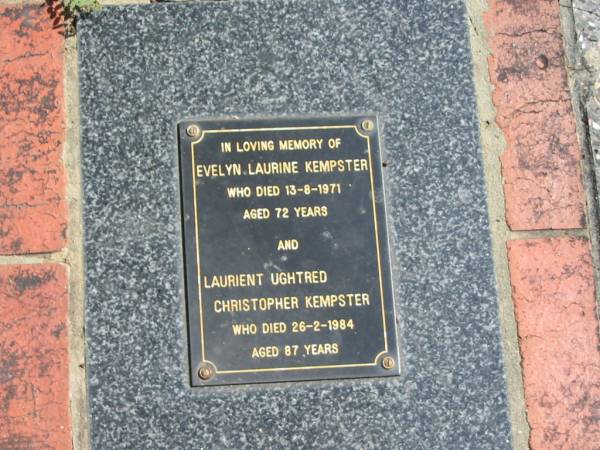 IN LOVING MEMORY OF
EVELYN LAURINE KEMPSTER
WHO DIED 13-8-1971
AGED 72 YEARS
AND
LAURIENT UGHTRED
CHRISTOPHER KEMPSTER
WHO DIED 26-2-1984
AGED 87 YEARS